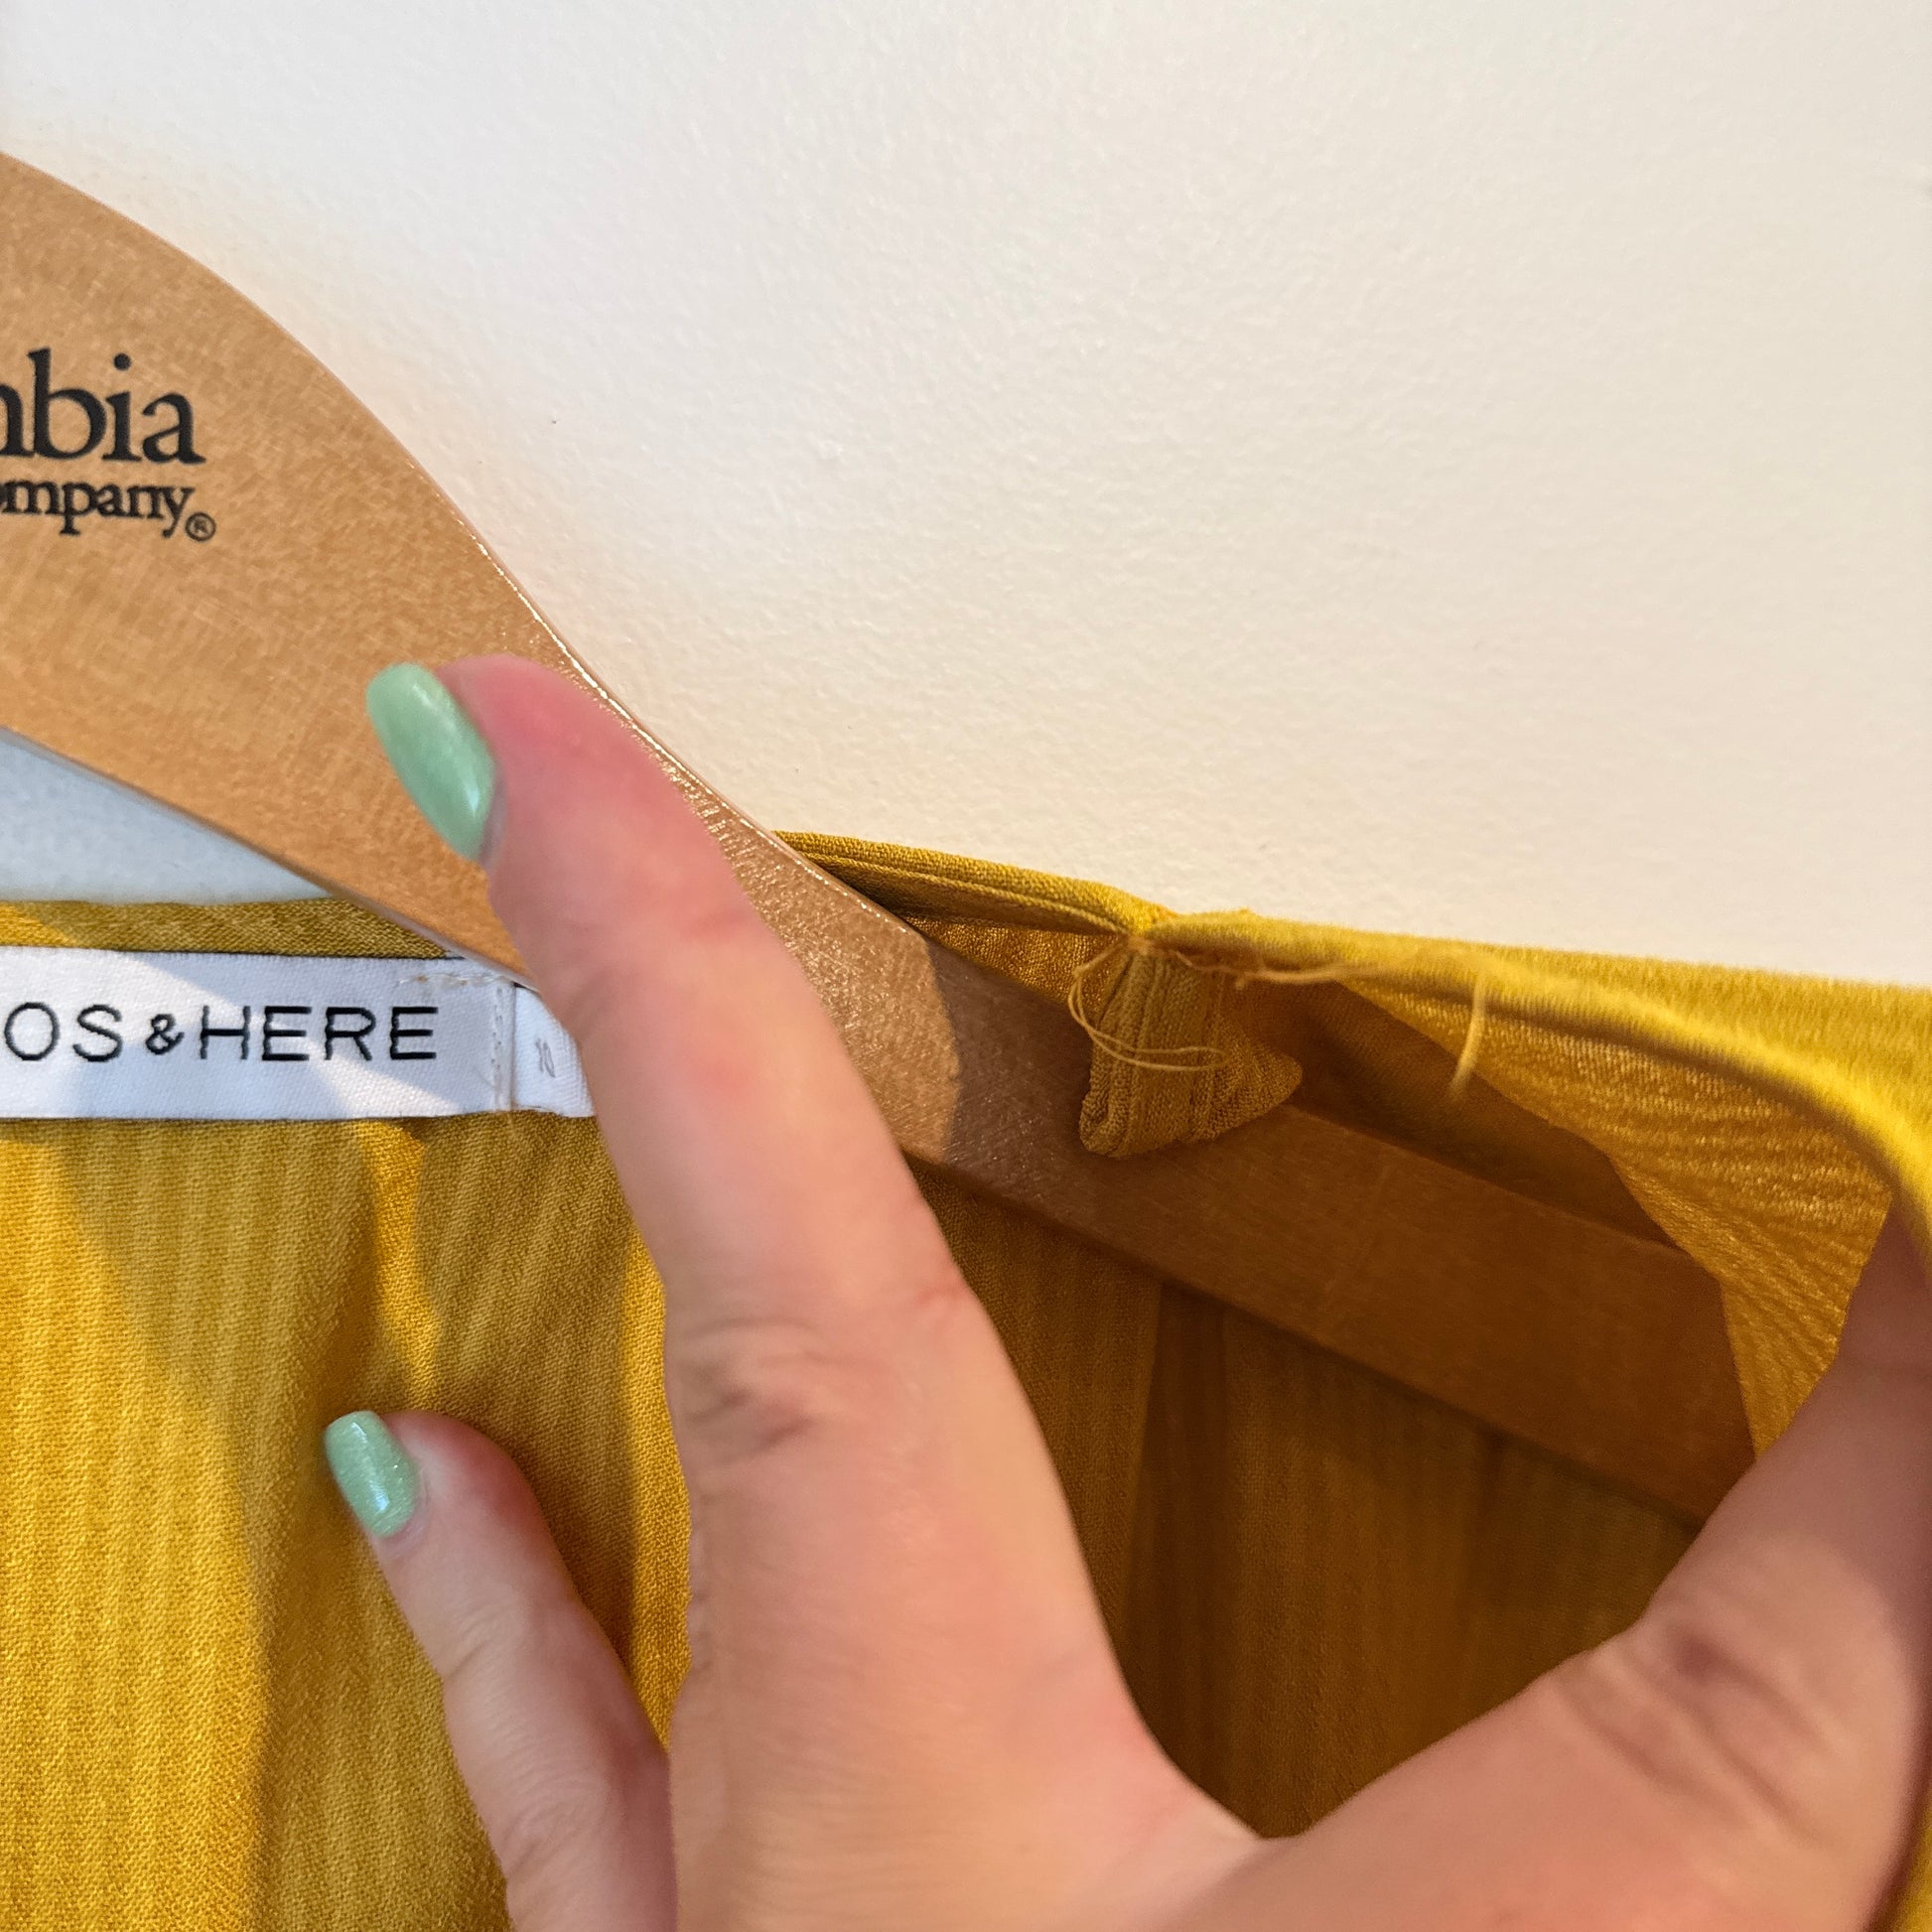 mbia
ompany®
OS & HERE
10